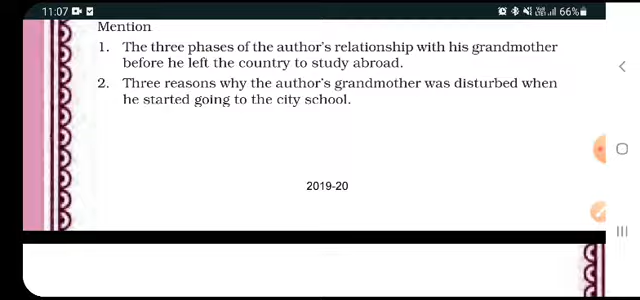 11:07 66%
Mention
1. The three phases of the author's relationship with his grandmother
before he left the country to study abroad.
2. Three reasons why the author's grandmother was disturbed when
he started going to the city school.
2019-20